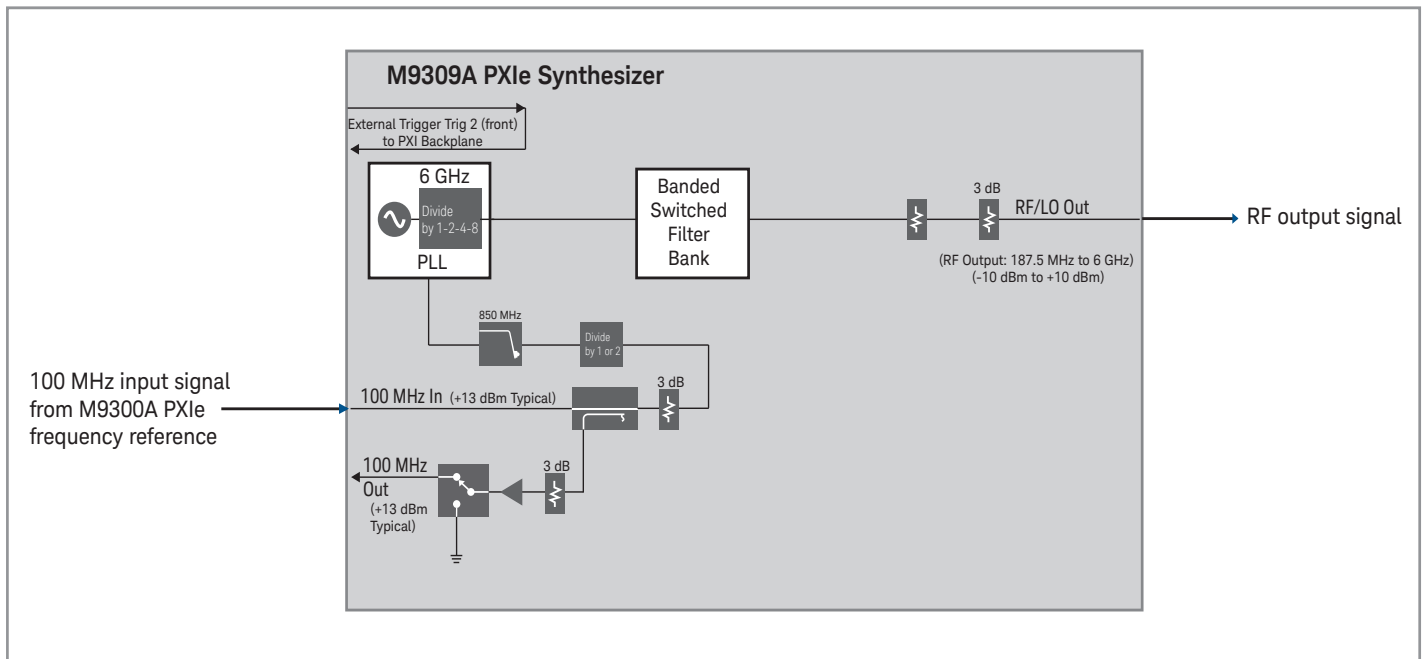 M9309A PXIe Synthesizer
External Trigger Trig 2 (front)
to PXI Backplane
6 GHz
Divide
by 1-2-4-8
PLL
Banded
Switched
Filter
Bank
3 dB
RF/LO Out
RF output signal
(RF Output: 187.5 MHz to 6 GHz)
(-10 dBm to +10 dBm)
850 MHz
Divide
by 1 or 2
100 MHz input signal
from M9300A PXIe
frequency reference
100 MHz In (+13 dBm Typical)
3 dB
100 MHz
Out
(+13 dBm
Typical)
3 dB